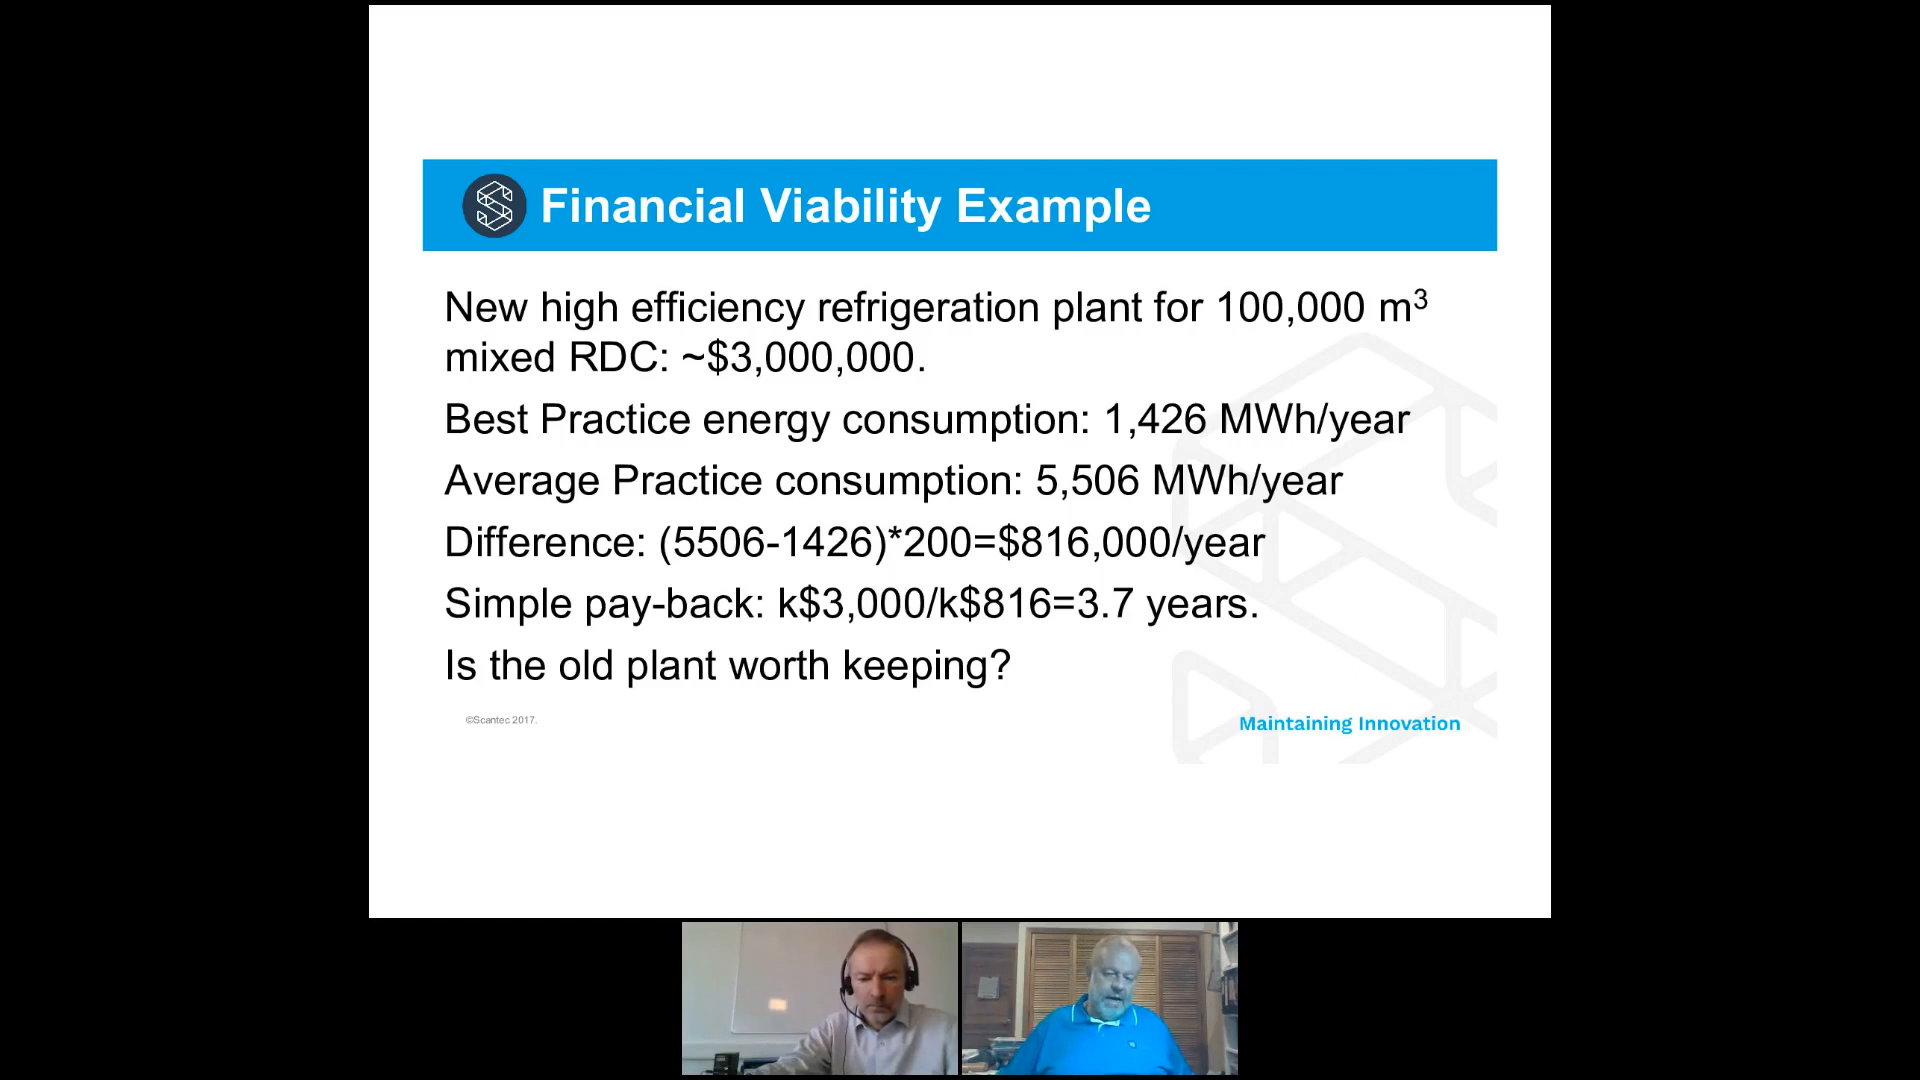 Financial Viability Example
New high efficiency refrigeration plant for 100,000 m³
mixed RDC: ~$3,000,000.
Best Practice energy consumption: 1,426 MWh/year
Average Practice consumption: 5,506 MWh/year
Difference: (5506-1426)*200=$816,000/year
Simple pay-back: k$3,000/k$816=3.7 years.
Is the old plant worth keeping?
©Scantec 2017.
Maintaining Innovation